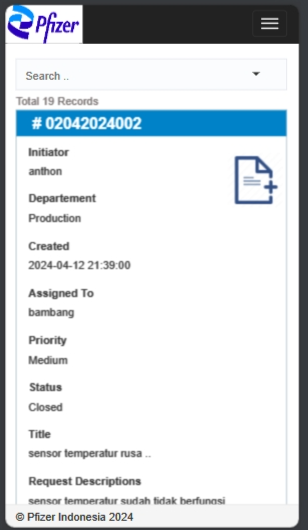 Pfizer
Search ..
Total 19 Records
# 02042024002
Initiator
anthon
Departement
Production
Created
2024-04-12 21:39:00
Assigned To
bambang
Priority
Medium
Status
Closed
Title
sensor temperatur rusa ..
Request Descriptions
sensor temperatur sudah tidak berfungsi
© Pfizer Indonesia 2024